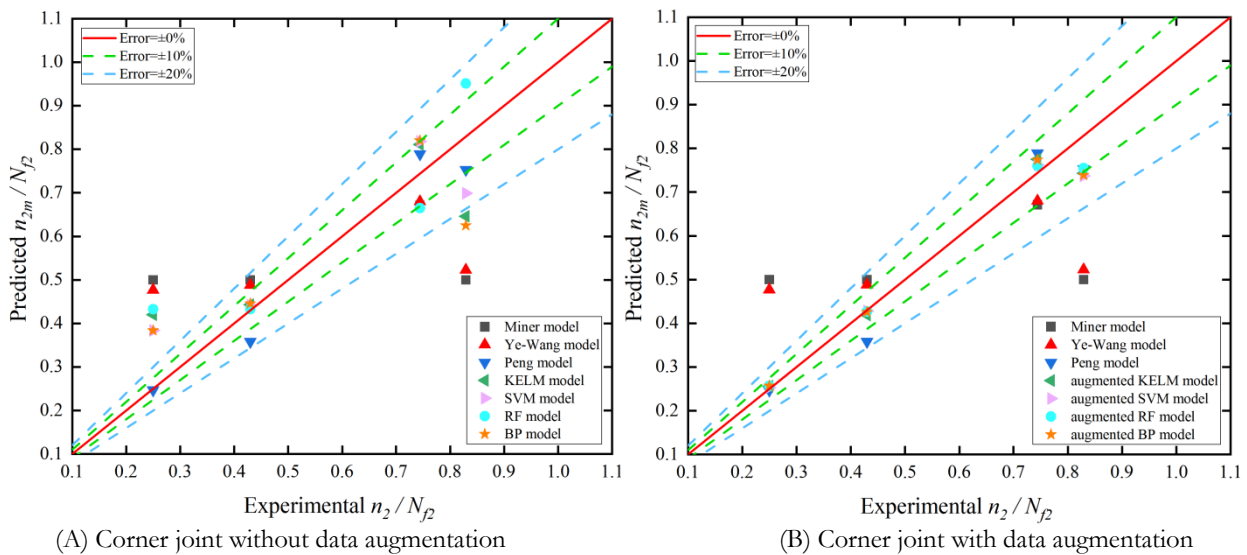 Error=±0%
Error=±10%
Error=±20%
1.1
1.0
0.9
0.8
0.7
0.6
0.5
0.4
0.3
0.2
0.1
Predicted n2m / Nf2
Miner model
Ye-Wang model
Peng model
KELM model
SVM model
RF model
BP model
0.1 0.2 0.3 0.4 0.5 0.6 0.7 0.8 0.9 1.0 1.1
Experimental n2 / Nf2
(A) Corner joint without data augmentation
Error=±0%
Error=±10%
Error=±20%
1.1
1.0
0.9
0.8
0.7
0.6
0.5
0.4
0.3
0.2
0.1
Predicted n2m / Nf2
Miner model
Ye-Wang model
Peng model
augmented KELM model
augmented SVM model
augmented RF model
augmented BP model
0.1 0.2 0.3 0.4 0.5 0.6 0.7 0.8 0.9 1.0 1.1
Experimental n2 / Nf2
(B) Corner joint with data augmentation